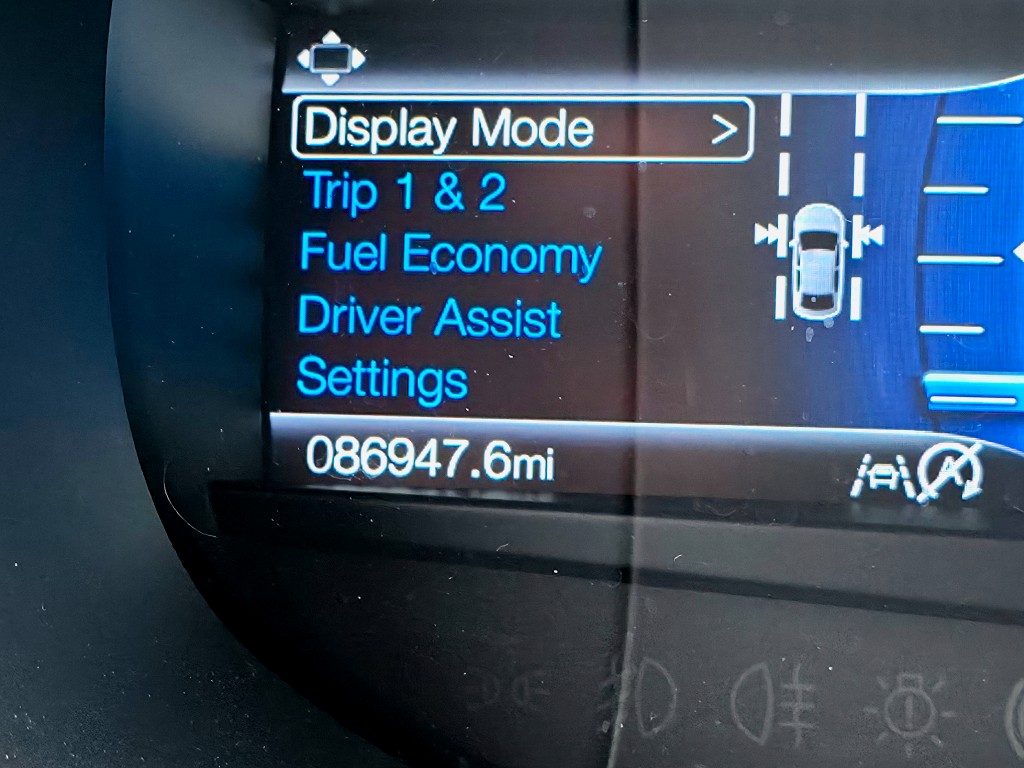 Display Mode >
Trip 1 & 2
Fuel Economy
Driver Assist
Settings
086947.6mi